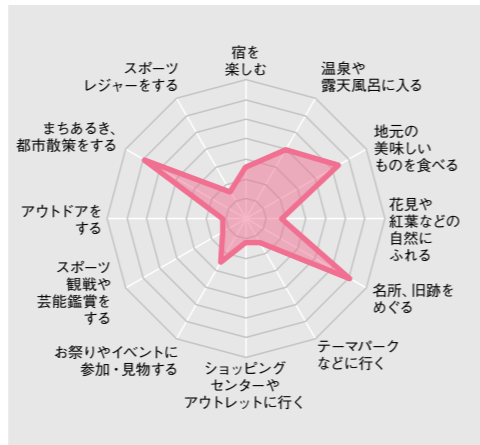 宿を
楽しむ
温泉や
露天風呂に入る
地元の
美味しい
ものを食べる
花見や
紅葉などの
自然に
ふれる
名所、旧跡を
めぐる
テーマパーク
などに行く
ショッピング
センターや
アウトレットに行く
お祭りやイベントに
参加・見物する
スポーツ
観戦や
芸能鑑賞を
する
アウトドアを
する
まちあるき、
都市散策をする
スポーツ
レジャーをする